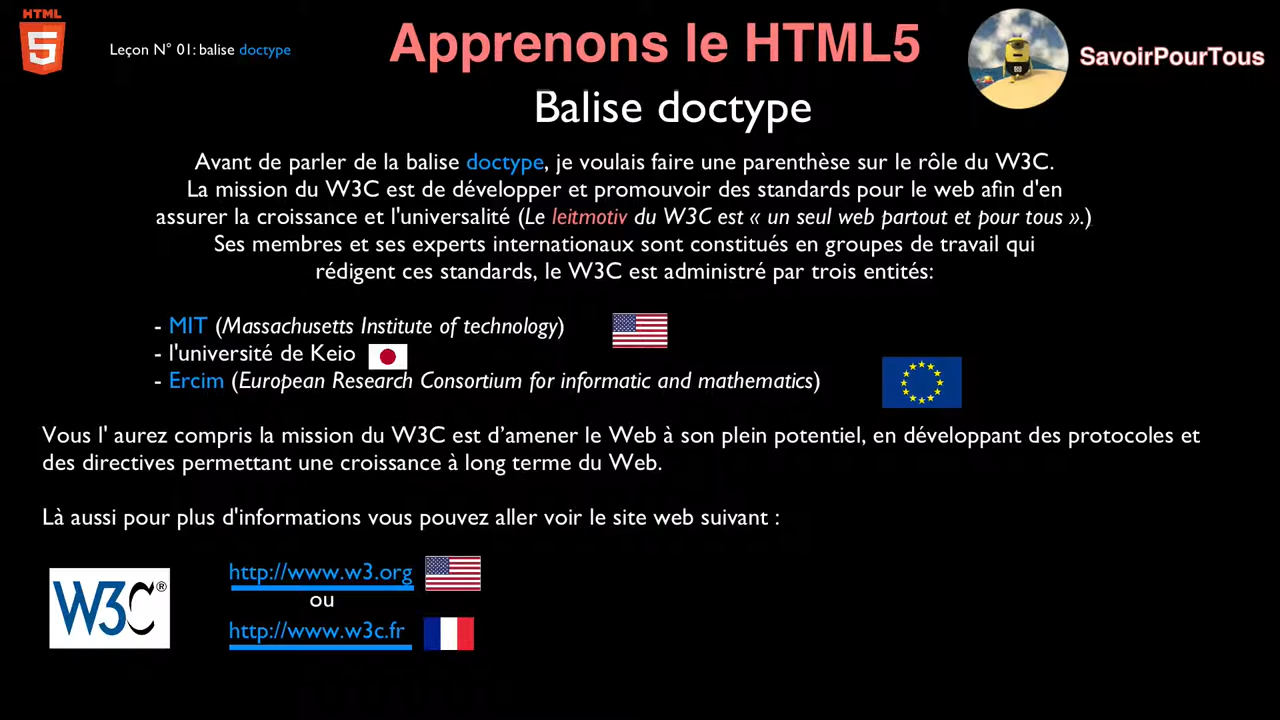 HTML
5
Leçon N° 01: balise doctype
Apprenons le HTML5
SavoirPourTous
Balise doctype
Avant de parler de la balise doctype, je voulais faire une parenthèse sur le rôle du W3C.
La mission du W3C est de développer et promouvoir des standards pour le web afin d'en
assurer la croissance et l'universalité (Le leitmotiv du W3C est « un seul web partout et pour tous ».)
Ses membres et ses experts internationaux sont constitués en groupes de travail qui
rédigent ces standards, le W3C est administré par trois entités:
- MIT (Massachusetts Institute of technology)
- l'université de Keio
- Ercim (European Research Consortium for informatic and mathematics)
Vous l' aurez compris la mission du W3C est d’amener le Web à son plein potentiel, en développant des protocoles et
des directives permettant une croissance à long terme du Web.
Là aussi pour plus d'informations vous pouvez aller voir le site web suivant :
W3C®
http://www.w3.org
ou
http://www.w3c.fr